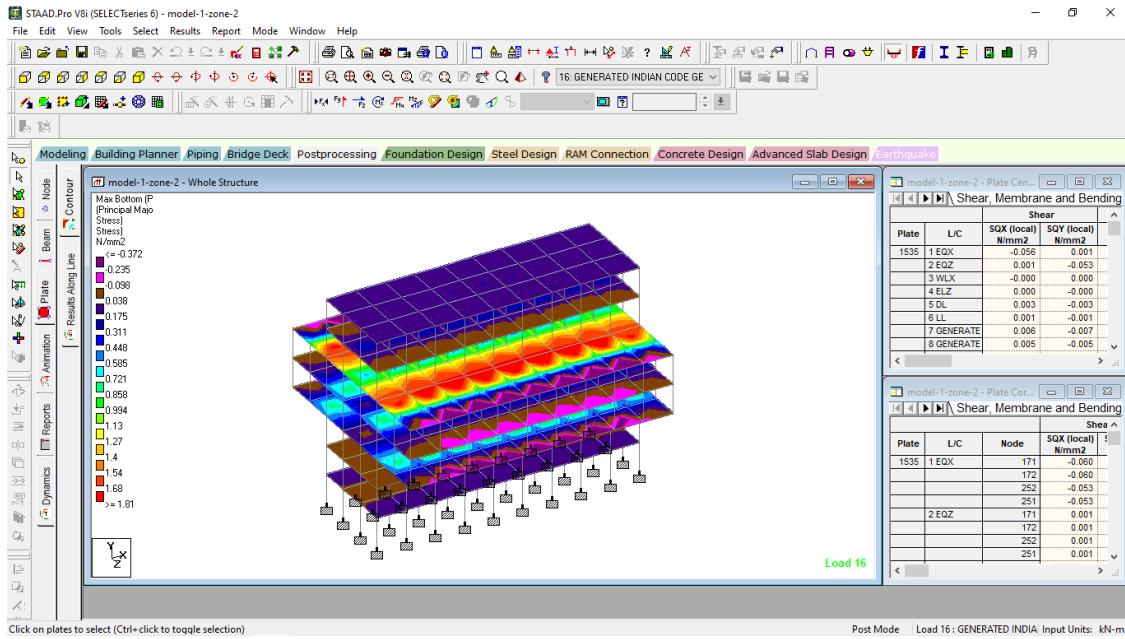 STAAD.Pro V8i (SELECTseries 6) - model-1-zone-2
File Edit View Tools Select Results Report Mode Window Help
16: GENERATED INDIAN CODE GE
Modeling Building Planner Piping Bridge Deck Postprocessing Foundation Design Steel Design RAM Connection Concrete Design Advanced Slab Design Earthquake
Node
Beam
Plate
Animation
Reports
Dynamics
Contour
Results Along Line
model-1-zone-2 - Whole Structure
Max Bottom (P
(Principal Majo
Stress)
Stress)
N/mm2
<= -0.372
-0.235
-0.098
0.038
0.175
0.311
0.448
0.585
0.721
0.858
0.994
1.13
1.27
1.4
1.54
1.68
>= 1.81
Y
X
Z
Load 16
model-1-zone-2 - Plate Cen...
Shear, Membrane and Bending
Shear
Plate L/C SQX (local) N/mm2 SQY (local) N/mm2
1535 1 EQX -0.056 0.001
2 EQZ 0.001 -0.053
3 WLX -0.000 0.000
4 ELZ 0.000 -0.000
5 DL 0.003 -0.003
6 LL 0.001 -0.001
7 GENERATE 0.006 -0.007
8 GENERATE 0.005 -0.005
model-1-zone-2 - Plate Cor...
Shear, Membrane and Bending
Shea
Plate L/C Node SQX (local) N/mm2
1535 1 EQX 171 -0.060
172 -0.060
252 -0.053
251 -0.053
2 EQZ 171 0.001
172 0.001
252 0.001
251 0.001
Click on plates to select (Ctrl+click to toggle selection)
Post Mode Load 16 : GENERATED INDIA Input Units: kN-m